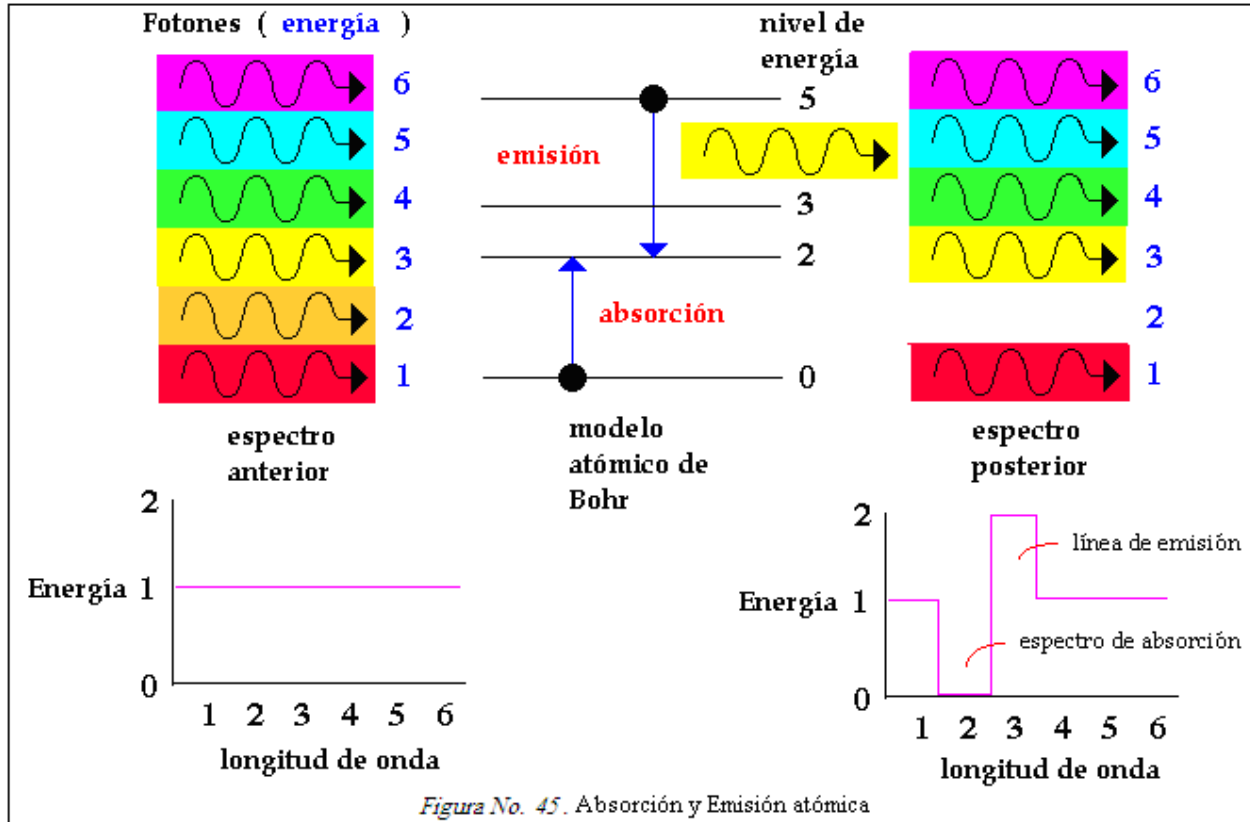 Fotones ( energía )
6
5
4
3
2
1
espectro
anterior
nivel de
energía
5
emisión
3
2
absorción
0
modelo
atómico de
Bohr
6
5
4
3
2
1
espectro
posterior
2
Energía 1
0
1 2 3 4 5 6
longitud de onda
2
línea de emisión
Energía 1
espectro de absorción
0
1 2 3 4 5 6
longitud de onda
Figura No. 45. Absorción y Emisión atómica